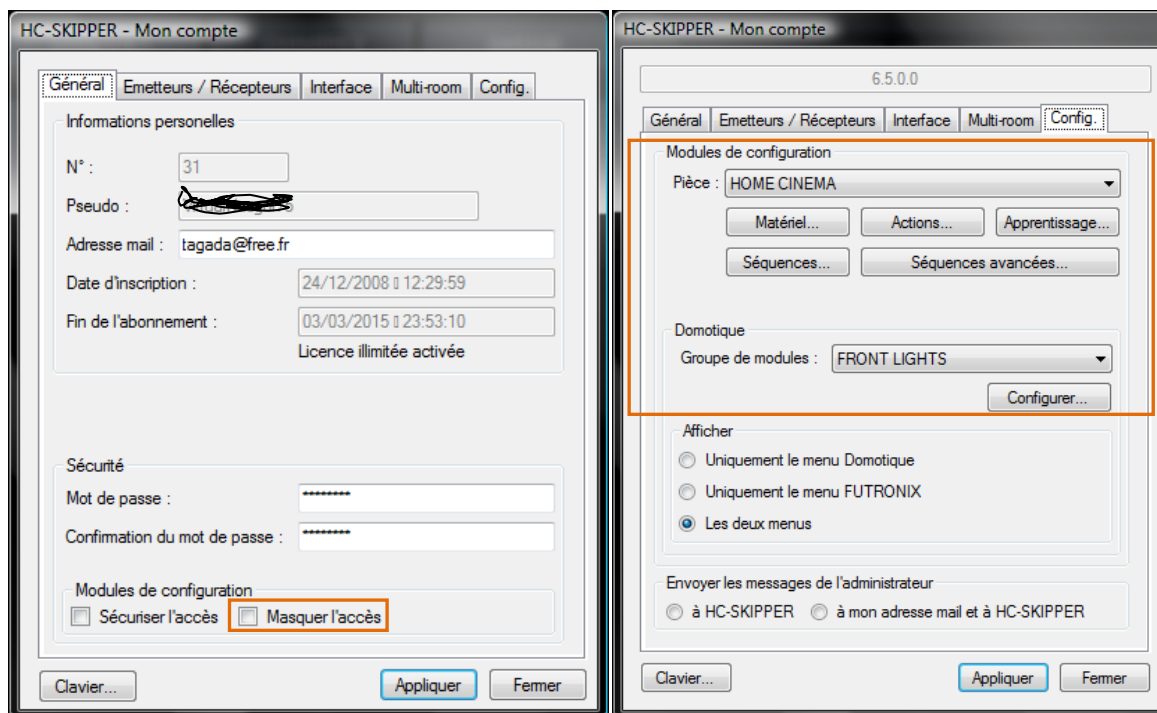 HC-SKIPPER - Mon compte
Général Emetteurs / Récepteurs Interface Multi-room Config.
Informations personelles
N° : 31
Pseudo :
Adresse mail : tagada@free.fr
Date d'inscription : 24/12/2008 12:29:59
Fin de l'abonnement : 03/03/2015 23:53:10
Licence illimitée activée
Sécurité
Mot de passe : ********
Confirmation du mot de passe : ********
Modules de configuration
Sécuriser l'accès Masquer l'accès
Clavier... Appliquer Fermer
HC-SKIPPER - Mon compte
6.5.0.0
Général Emetteurs / Récepteurs Interface Multi-room Config.
Modules de configuration
Pièce : HOME CINEMA
Matériel... Actions... Apprentissage...
Séquences... Séquences avancées...
Domotique
Groupe de modules : FRONT LIGHTS
Configurer...
Afficher
Uniquement le menu Domotique
Uniquement le menu FUTRONIX
Les deux menus
Envoyer les messages de l'administrateur
à HC-SKIPPER à mon adresse mail et à HC-SKIPPER
Clavier... Appliquer Fermer